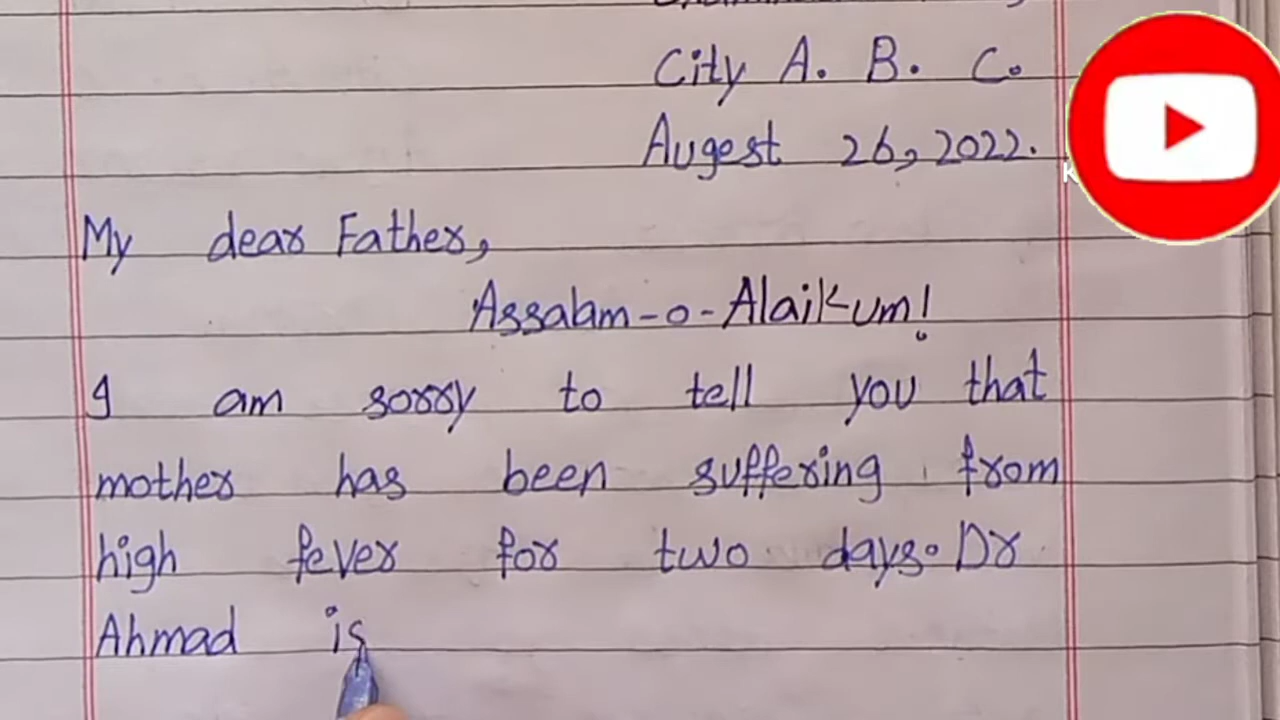 City A. B. C.
Augest 26, 2022.
My dear Father,
Assalam-o-Alaikum!
I am sorry to tell you that
mother has been suffering from
high fever for two days. Dr
Ahmad is